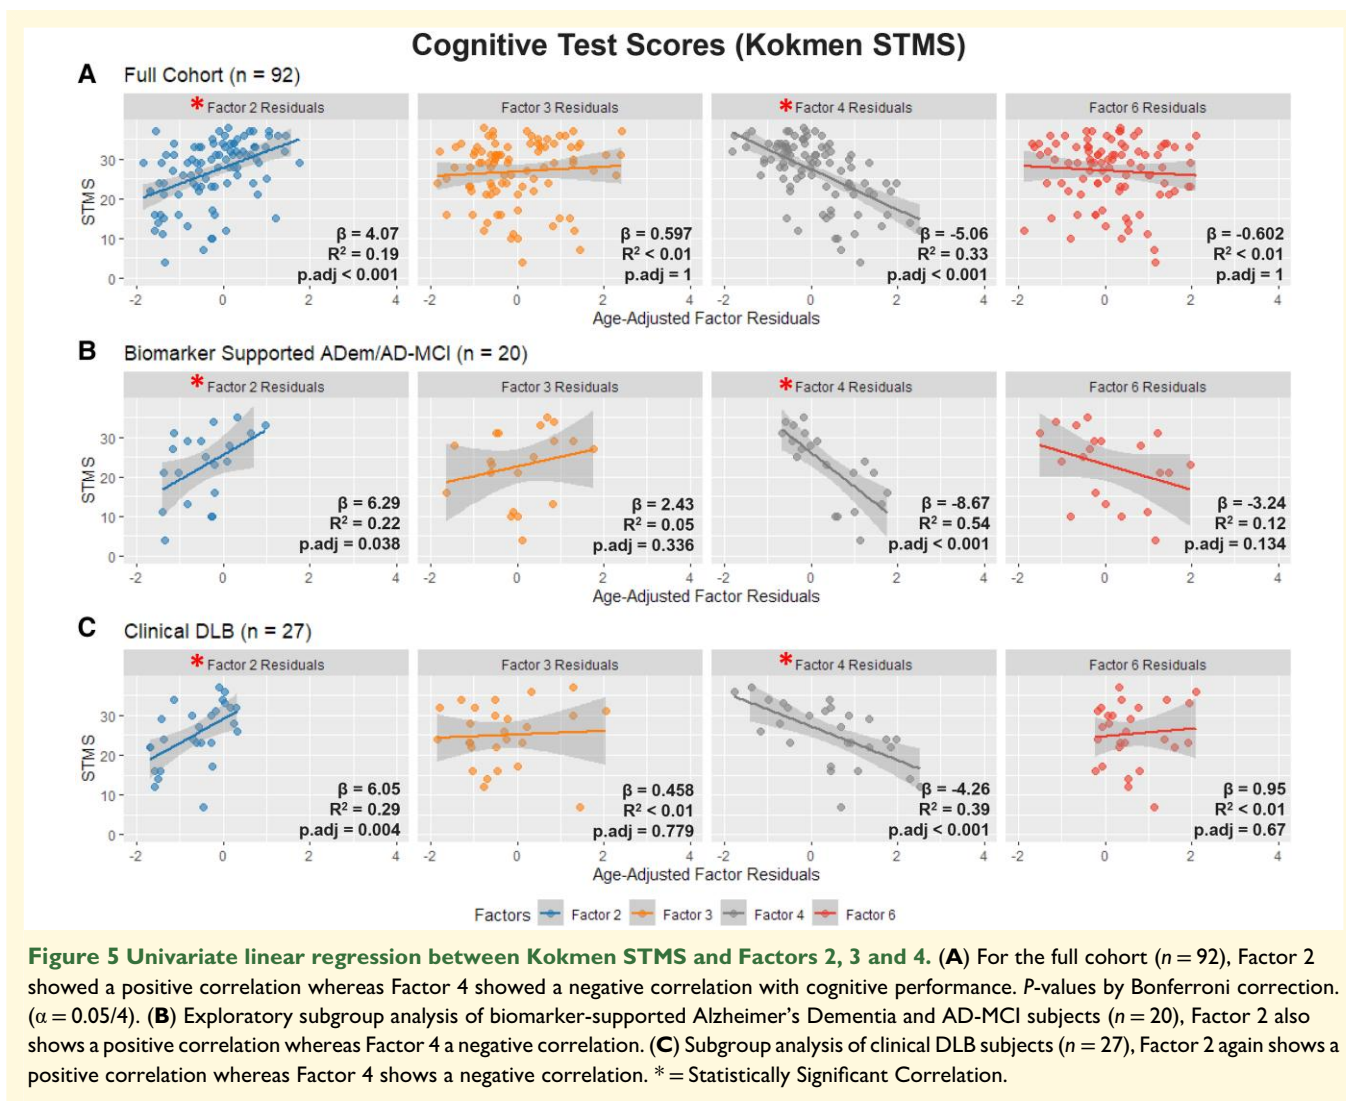 Cognitive Test Scores (Kokmen STMS)
A Full Cohort (n = 92)
* Factor 2 Residuals Factor 3 Residuals * Factor 4 Residuals Factor 6 Residuals
STMS
30
20
10
0
β = 4.07
R² = 0.19
p.adj < 0.001
β = 0.597
R² < 0.01
p.adj = 1
β = -5.06
R² = 0.33
p.adj < 0.001
β = -0.602
R² < 0.01
p.adj = 1
-2 0 2 4 -2 0 2 4 -2 0 2 4 -2 0 2 4
Age-Adjusted Factor Residuals
B Biomarker Supported ADem/AD-MCI (n = 20)
* Factor 2 Residuals Factor 3 Residuals * Factor 4 Residuals Factor 6 Residuals
STMS
30
20
10
0
β = 6.29
R² = 0.22
p.adj = 0.038
β = 2.43
R² = 0.05
p.adj = 0.336
β = -8.67
R² = 0.54
p.adj < 0.001
β = -3.24
R² = 0.12
p.adj = 0.134
-2 0 2 4 -2 0 2 4 -2 0 2 4 -2 0 2 4
Age-Adjusted Factor Residuals
C Clinical DLB (n = 27)
* Factor 2 Residuals Factor 3 Residuals * Factor 4 Residuals Factor 6 Residuals
STMS
30
20
10
0
β = 6.05
R² = 0.29
p.adj = 0.004
β = 0.458
R² < 0.01
p.adj = 0.779
β = -4.26
R² = 0.39
p.adj < 0.001
β = 0.95
R² < 0.01
p.adj = 0.67
-2 0 2 4 -2 0 2 4 -2 0 2 4 -2 0 2 4
Age-Adjusted Factor Residuals
Factors Factor 2 Factor 3 Factor 4 Factor 6
Figure 5 Univariate linear regression between Kokmen STMS and Factors 2, 3 and 4. (A) For the full cohort (n = 92), Factor 2
showed a positive correlation whereas Factor 4 showed a negative correlation with cognitive performance. P-values by Bonferroni correction.
(α = 0.05/4). (B) Exploratory subgroup analysis of biomarker-supported Alzheimer's Dementia and AD-MCI subjects (n = 20), Factor 2 also
shows a positive correlation whereas Factor 4 a negative correlation. (C) Subgroup analysis of clinical DLB subjects (n = 27), Factor 2 again shows a
positive correlation whereas Factor 4 shows a negative correlation. * = Statistically Significant Correlation.